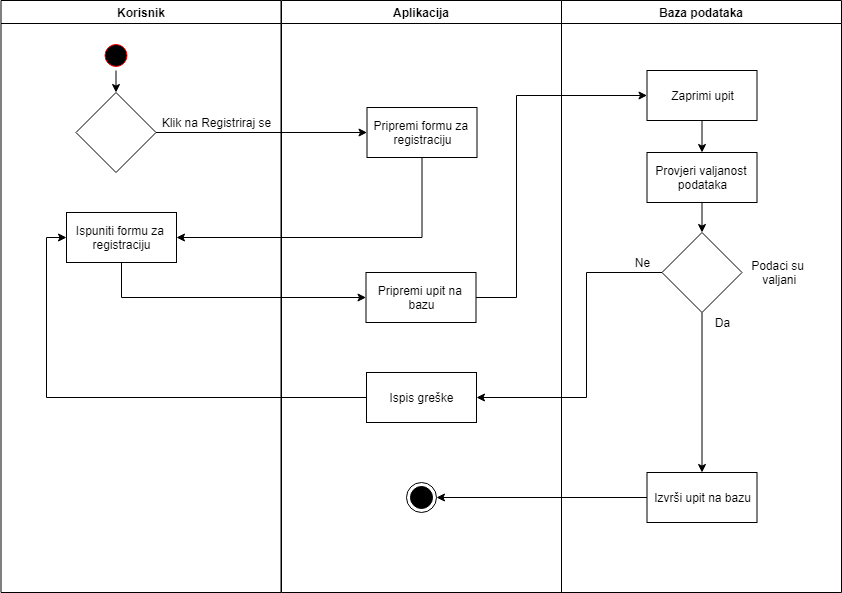 Korisnik
Aplikacija
Baza podataka
Klik na Registriraj se
Pripremi formu za
registraciju
Zaprimi upit
Provjeri valjanost
podataka
Ispuniti formu za
registraciju
Pripremi upit na
bazu
Ne
Podaci su
valjani
Da
Ispis greške
Izvrši upit na bazu